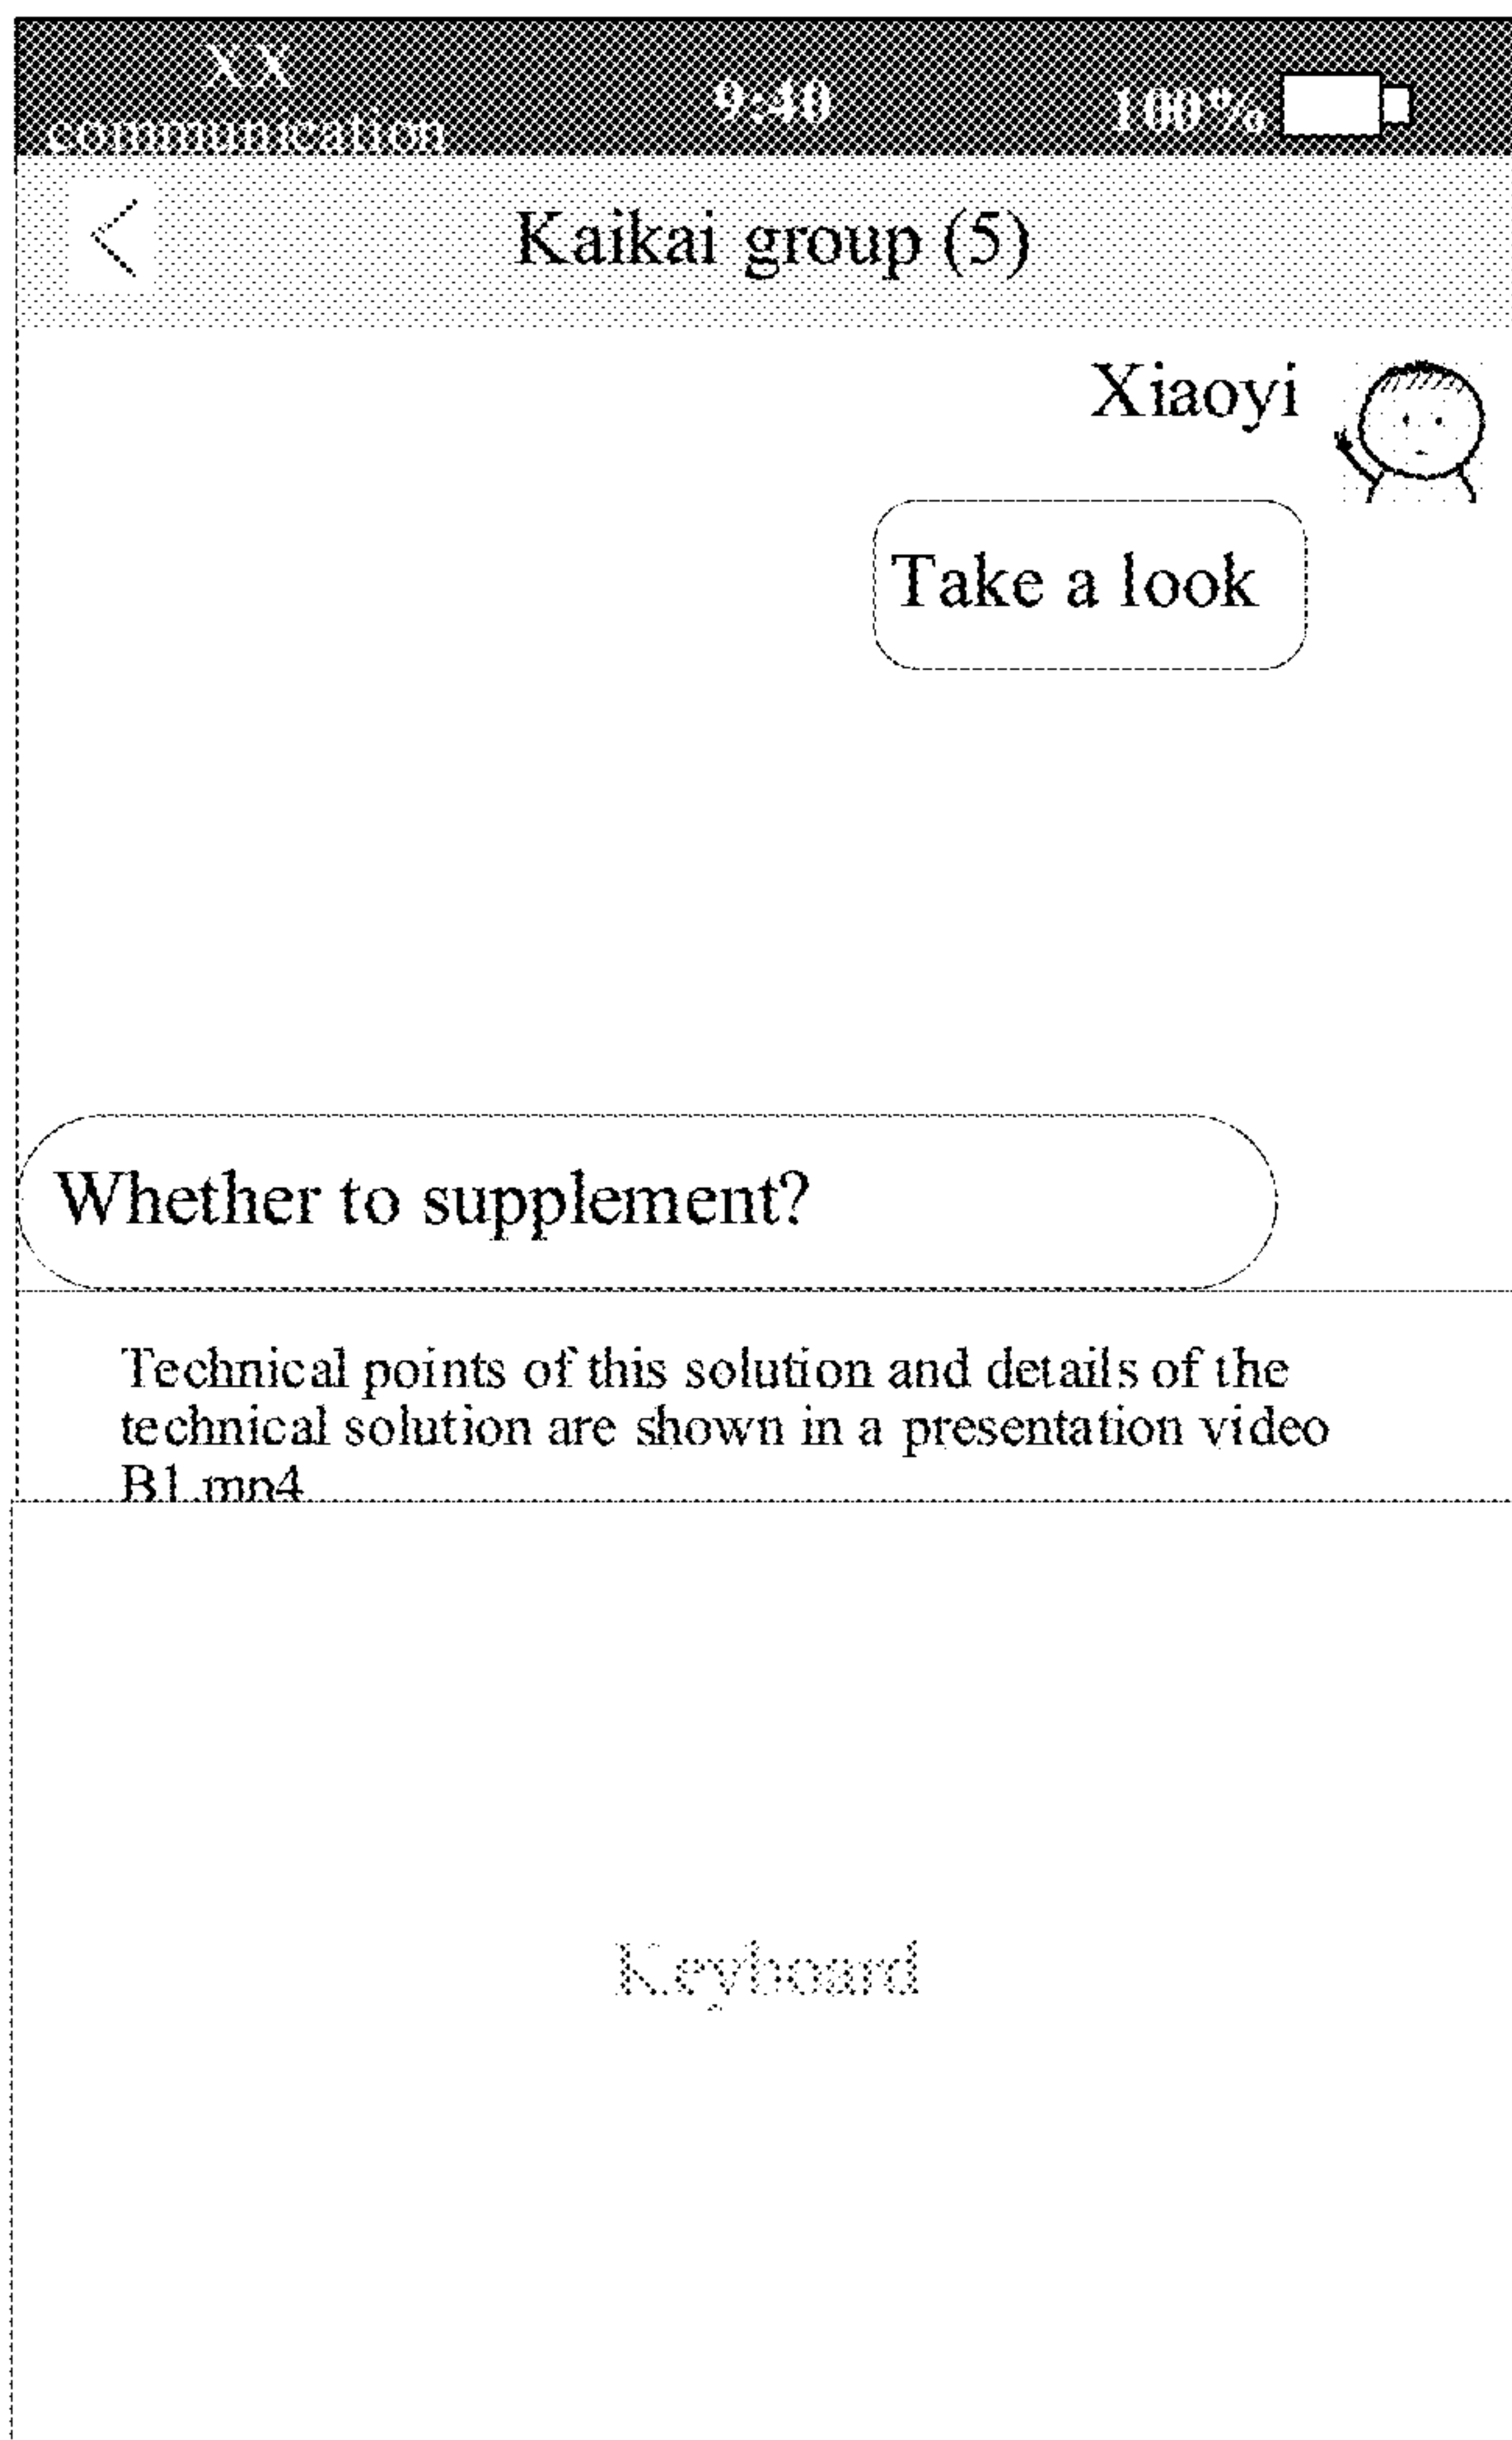 XX
communication
9:40
100%
<
Kaikai group (5)
Xiaoyi
Take a look
Whether to supplement?
Technical points of this solution and details of the
technical solution are shown in a presentation video
B1.mp4
Keyboard